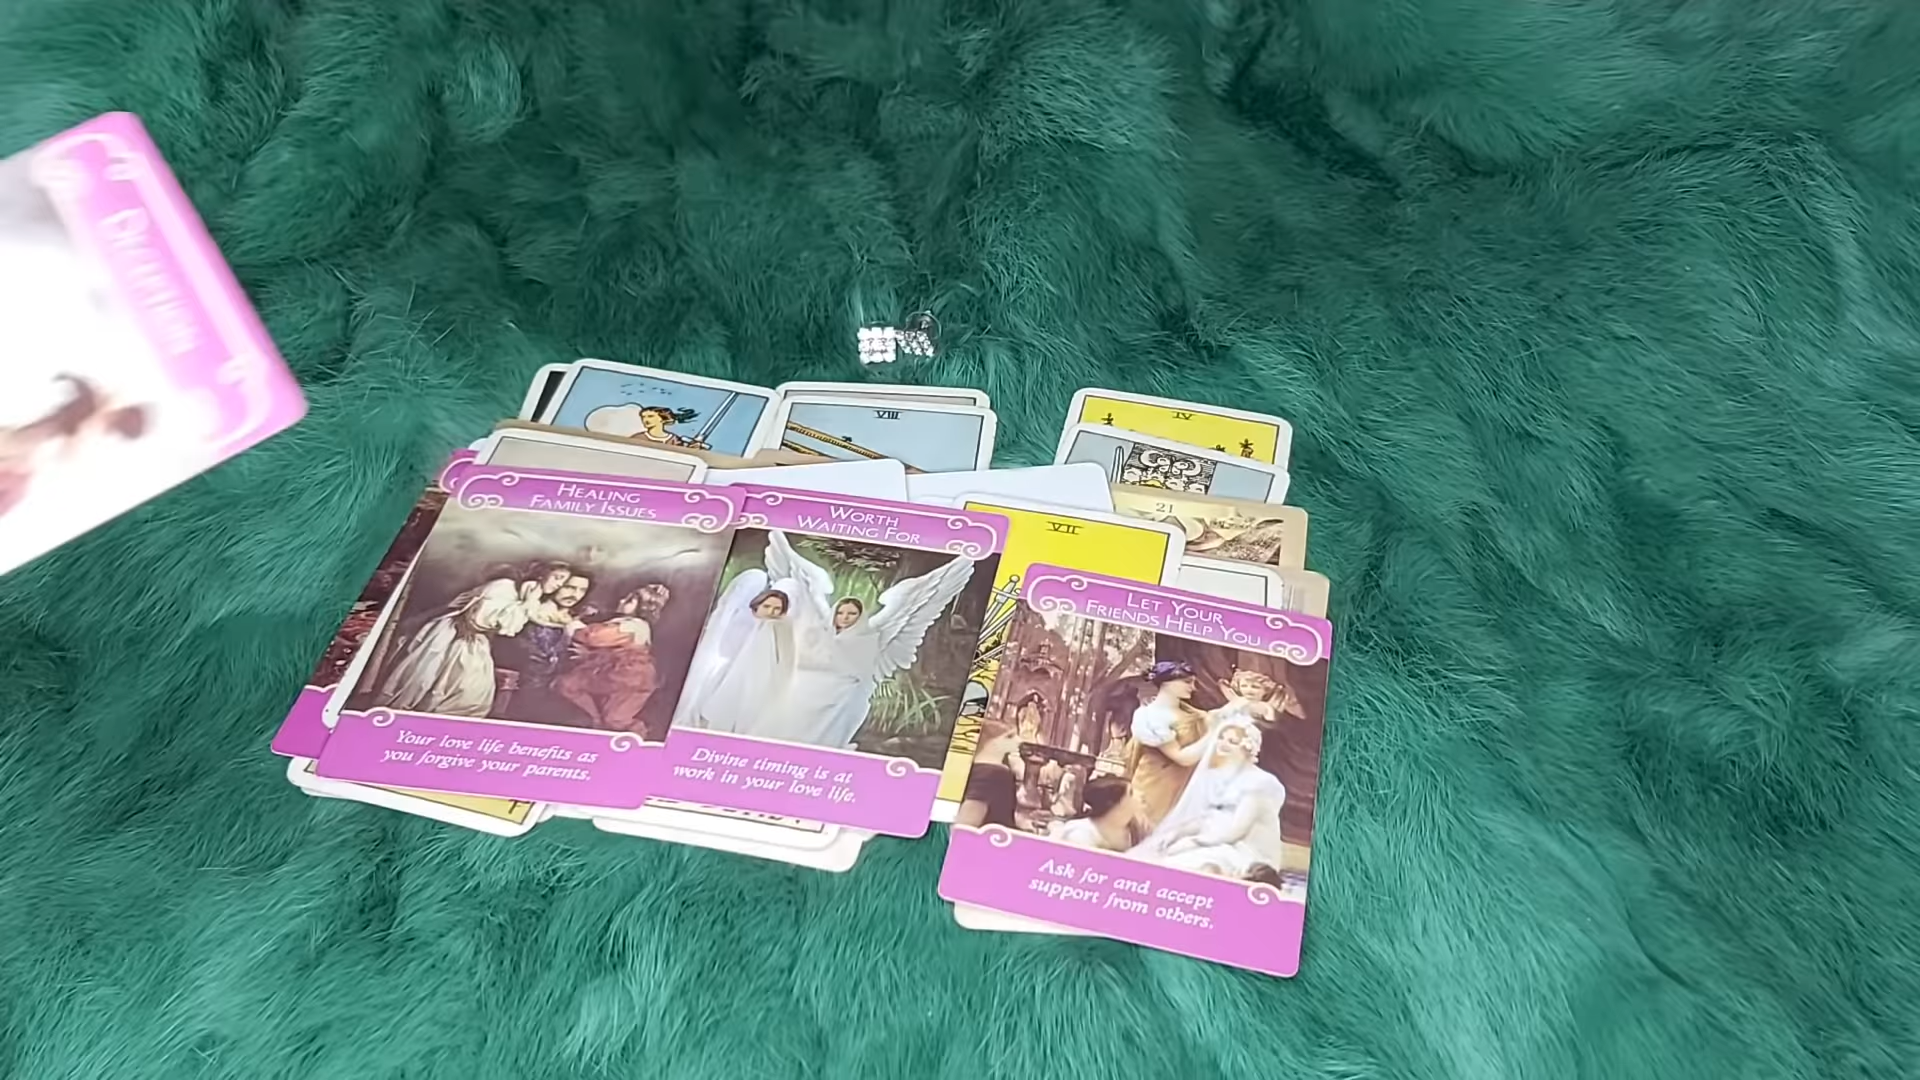 VIII
IV
21
VII
HEALING
FAMILY ISSUES
WORTH
WAITING FOR
LET YOUR
FRIENDS HELP YOU
Your love life benefits as
you forgive your parents.
Divine timing is at
work in your love life.
Ask for and accept
support from others.